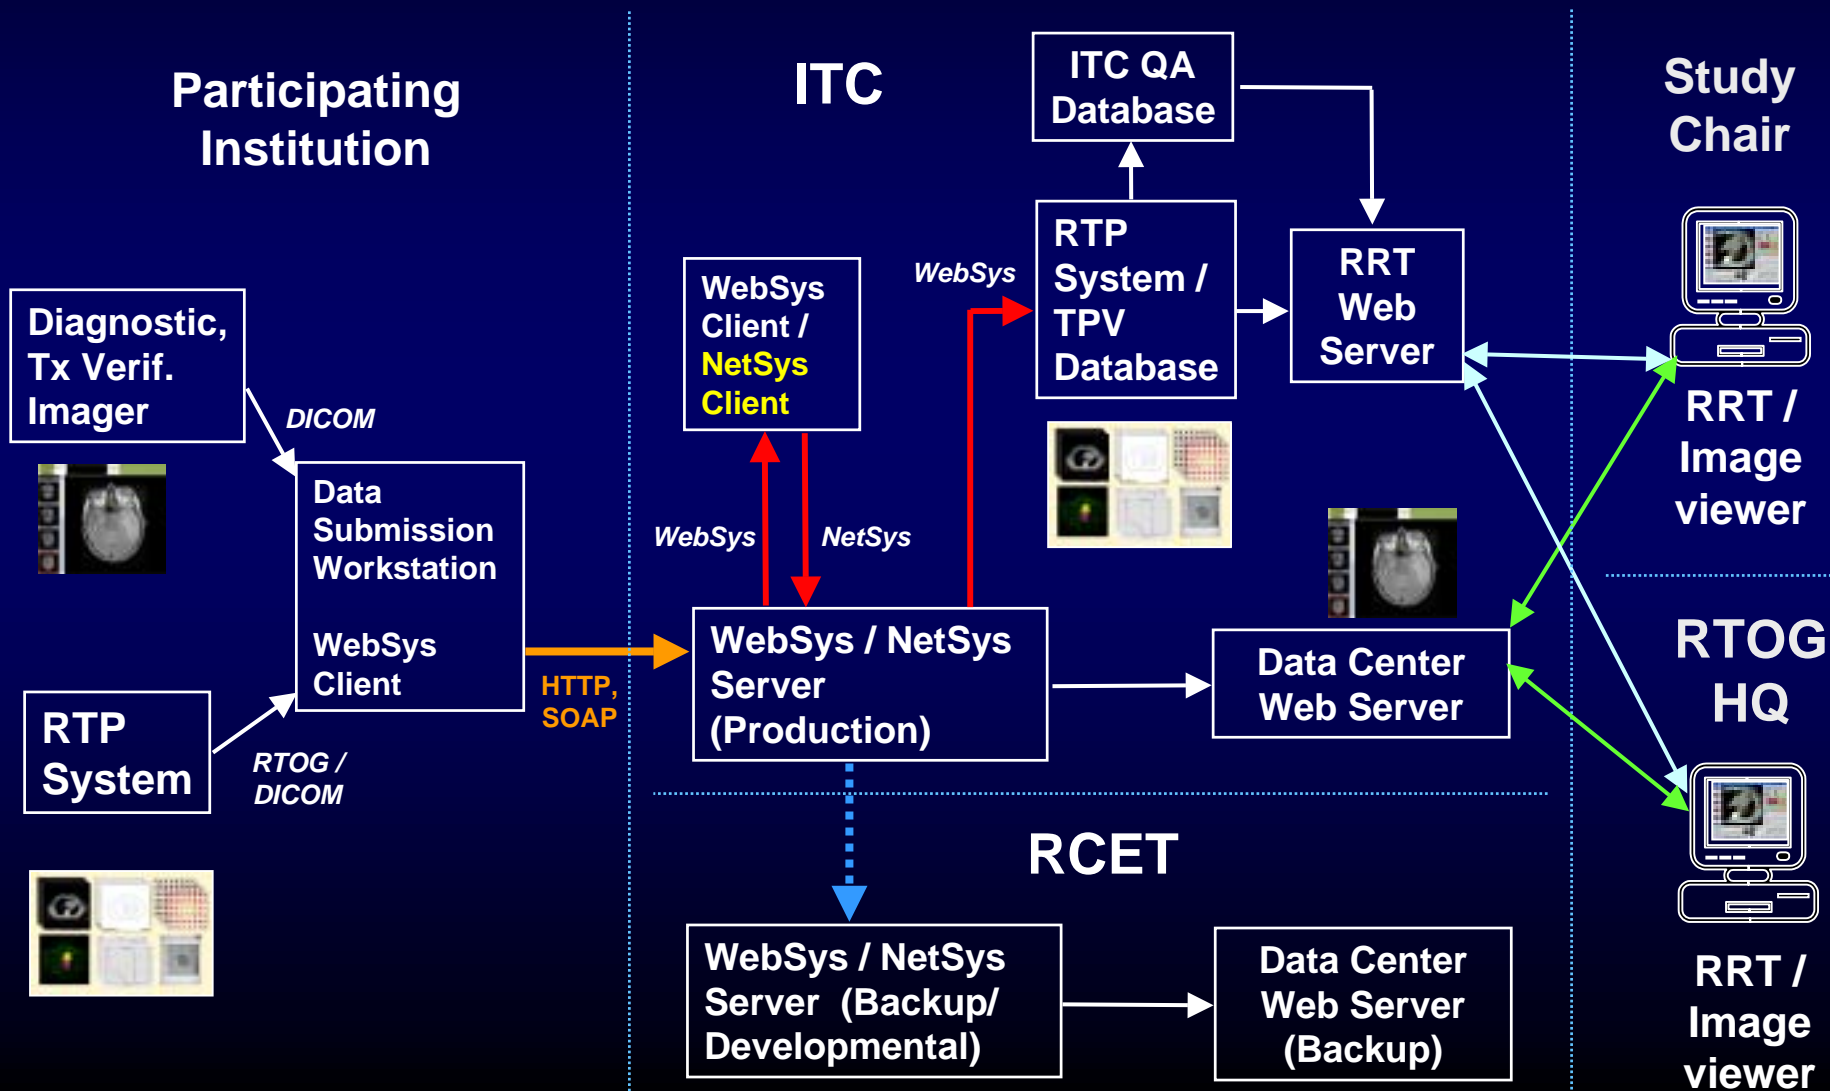 Participating
Institution
ITC
ITC QA
Database
Study
Chair
Diagnostic,
Tx Verif.
Imager
DICOM
Data
Submission
Workstation
WebSys
Client
RTP
System
RTOG /
DICOM
HTTP,
SOAP
WebSys
Client /
NetSys
Client
WebSys
NetSys
WebSys
RTP
System /
TPV
Database
RRT
Web
Server
RRT /
Image
viewer
WebSys / NetSys
Server
(Production)
Data Center
Web Server
RTOG
HQ
RCET
WebSys / NetSys
Server (Backup/
Developmental)
Data Center
Web Server
(Backup)
RRT /
Image
viewer